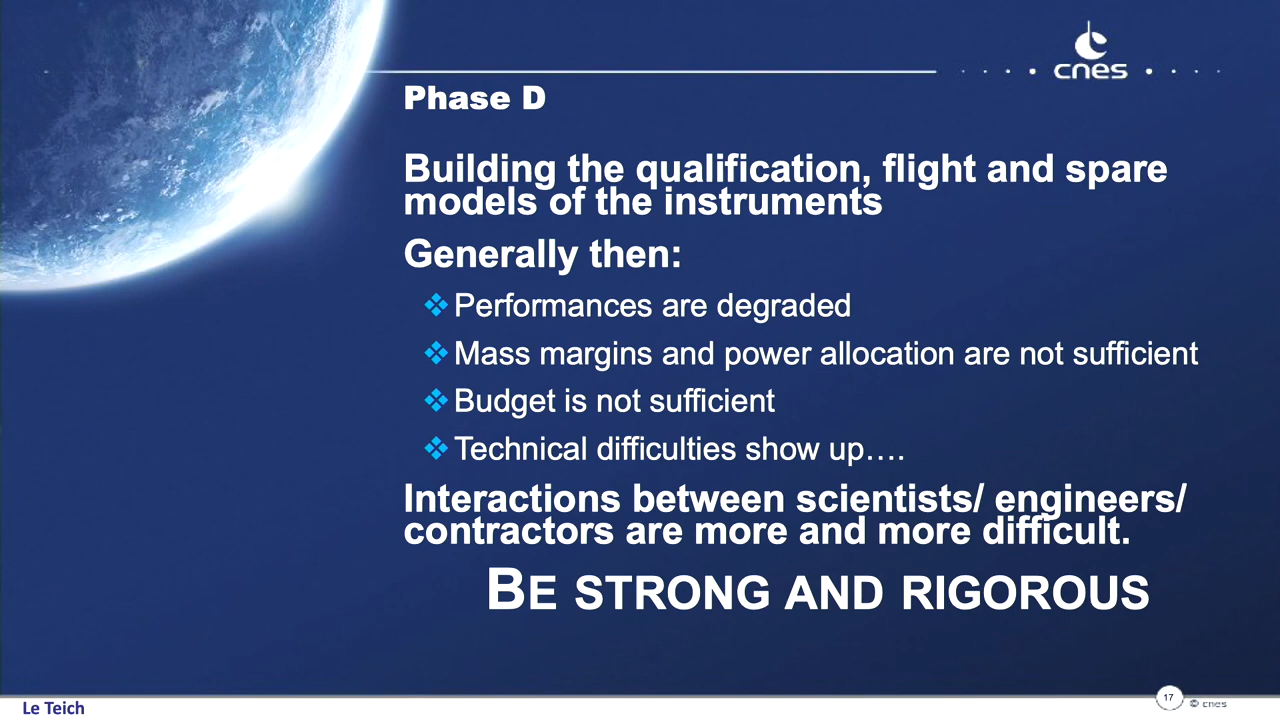 cnes
Phase D
Building the qualification, flight and spare
models of the instruments
Generally then:
❖ Performances are degraded
❖ Mass margins and power allocation are not sufficient
❖ Budget is not sufficient
❖ Technical difficulties show up….
Interactions between scientists/ engineers/
contractors are more and more difficult.
BE STRONG AND RIGOROUS
Le Teich
17
© cnes